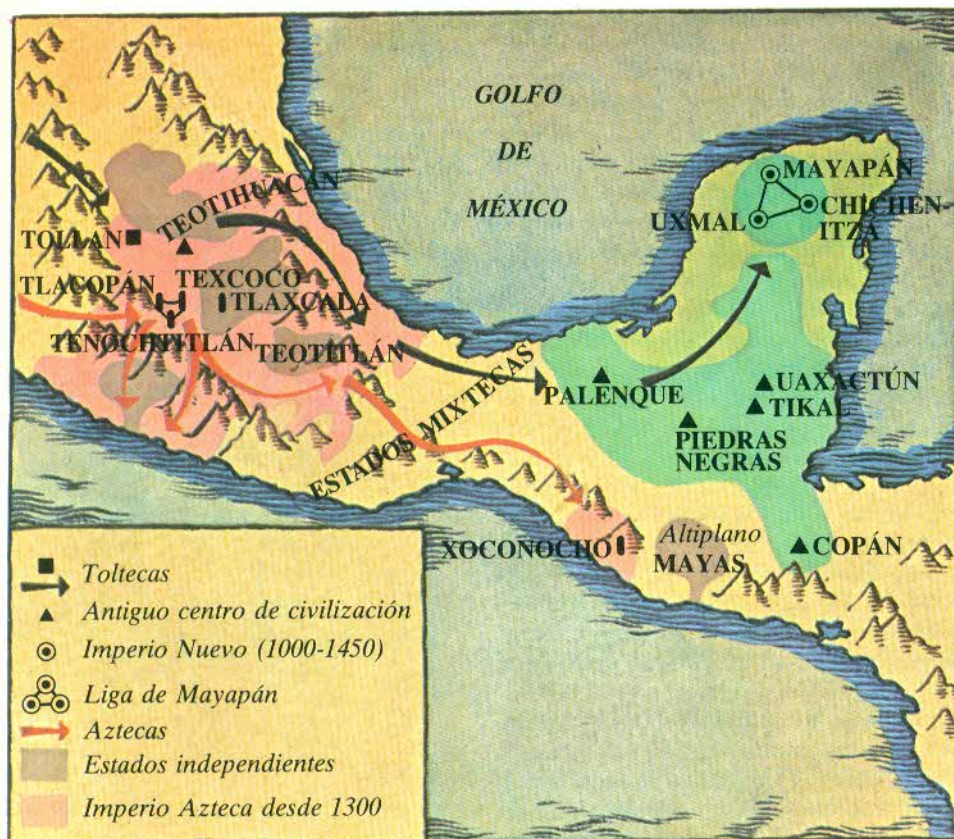 GOLFO
DE
MÉXICO
MAYAPÁN
UXMAL
CHICHEN-
ITZA
TEOTIHUACÁN
TOLLAN
TEXCOCO
TLACOPÁN
TLAXCALA
TENOCHTITLÁN
TEOTITLÁN
ESTADOS MIXTECAS
PALENQUE
UAXACTÚN
TIKAL
PIEDRAS
NEGRAS
XOCONOCHO
Altiplano
MAYAS
COPÁN
Toltecas
Antiguo centro de civilización
Imperio Nuevo (1000-1450)
Liga de Mayapán
Aztecas
Estados independientes
Imperio Azteca desde 1300